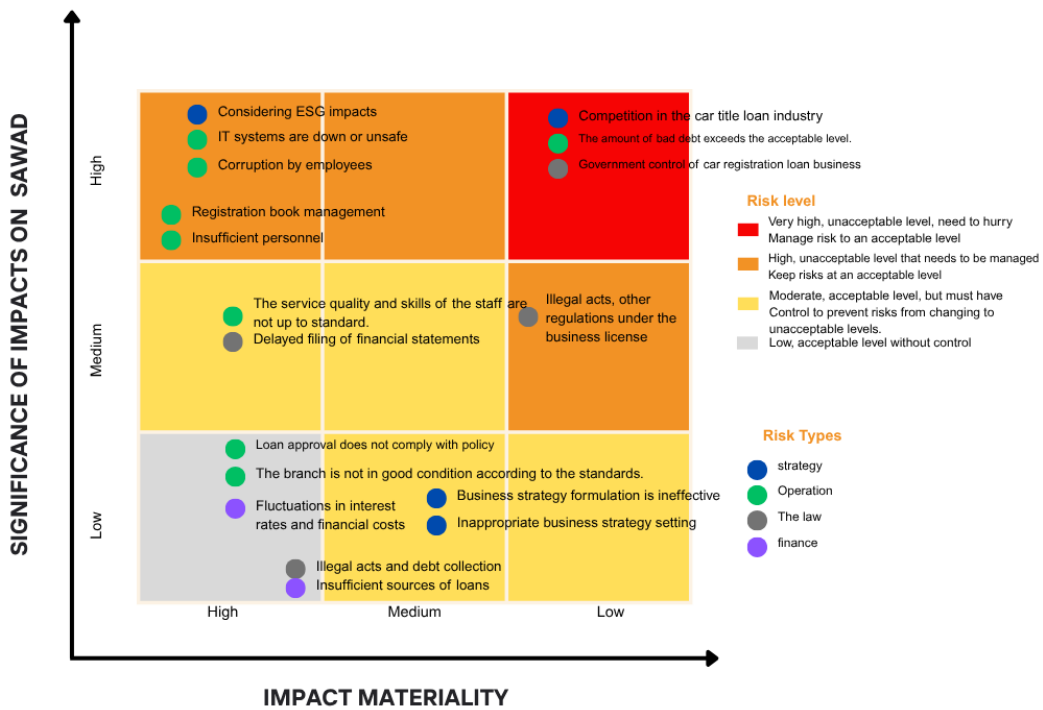 SIGNIFICANCE OF IMPACTS ON SAWAD
High
Medium
Low
Considering ESG impacts
IT systems are down or unsafe
Corruption by employees
Registration book management
Insufficient personnel
Competition in the car title loan industry
The amount of bad debt exceeds the acceptable level.
Government control of car registration loan business
The service quality and skills of the staff are
not up to standard.
Delayed filing of financial statements
Illegal acts, other
regulations under the
business license
Loan approval does not comply with policy
The branch is not in good condition according to the standards.
Fluctuations in interest
rates and financial costs
Business strategy formulation is ineffective
Inappropriate business strategy setting
Illegal acts and debt collection
Insufficient sources of loans
High
Medium
Low
IMPACT MATERIALITY
Risk level
Very high, unacceptable level, need to hurry
Manage risk to an acceptable level
High, unacceptable level that needs to be managed
Keep risks at an acceptable level
Moderate, acceptable level, but must have
Control to prevent risks from changing to
unacceptable levels.
Low, acceptable level without control
Risk Types
strategy
Operation
The law
finance